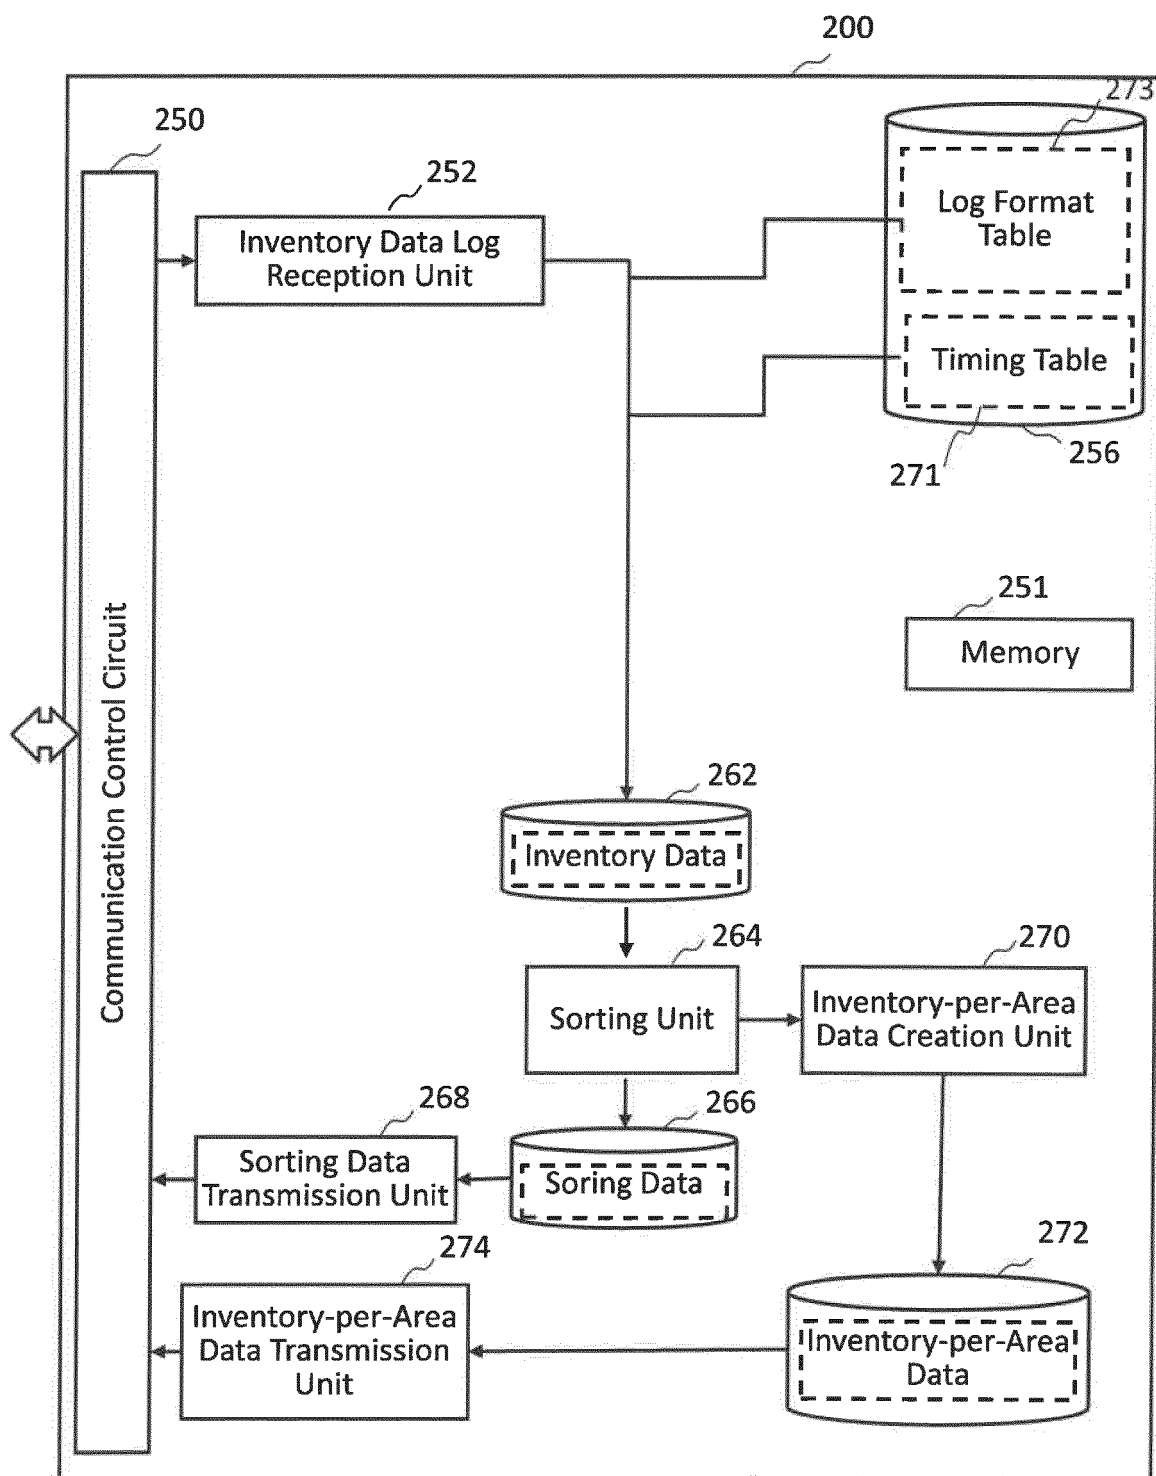 200
273
250
252
Log Format
Table
Inventory Data Log
Reception Unit
Timing Table
271
256
251
Memory
Communication Control Circuit
262
Inventory Data
264
270
Sorting Unit
Inventory-per-Area
Data Creation Unit
268
266
Sorting Data
Transmission Unit
Soring Data
274
272
Inventory-per-Area
Data Transmission
Unit
Inventory-per-Area
Data